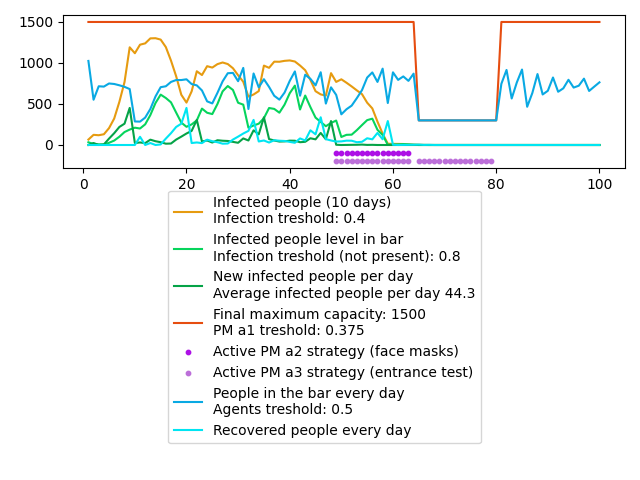 1500
1000
500
0
0 20 40 60 80 100
Infected people (10 days)
Infection treshold: 0.4
Infected people level in bar
Infection treshold (not present): 0.8
New infected people per day
Average infected people per day 44.3
Final maximum capacity: 1500
PM a1 treshold: 0.375
Active PM a2 strategy (face masks)
Active PM a3 strategy (entrance test)
People in the bar every day
Agents treshold: 0.5
Recovered people every day